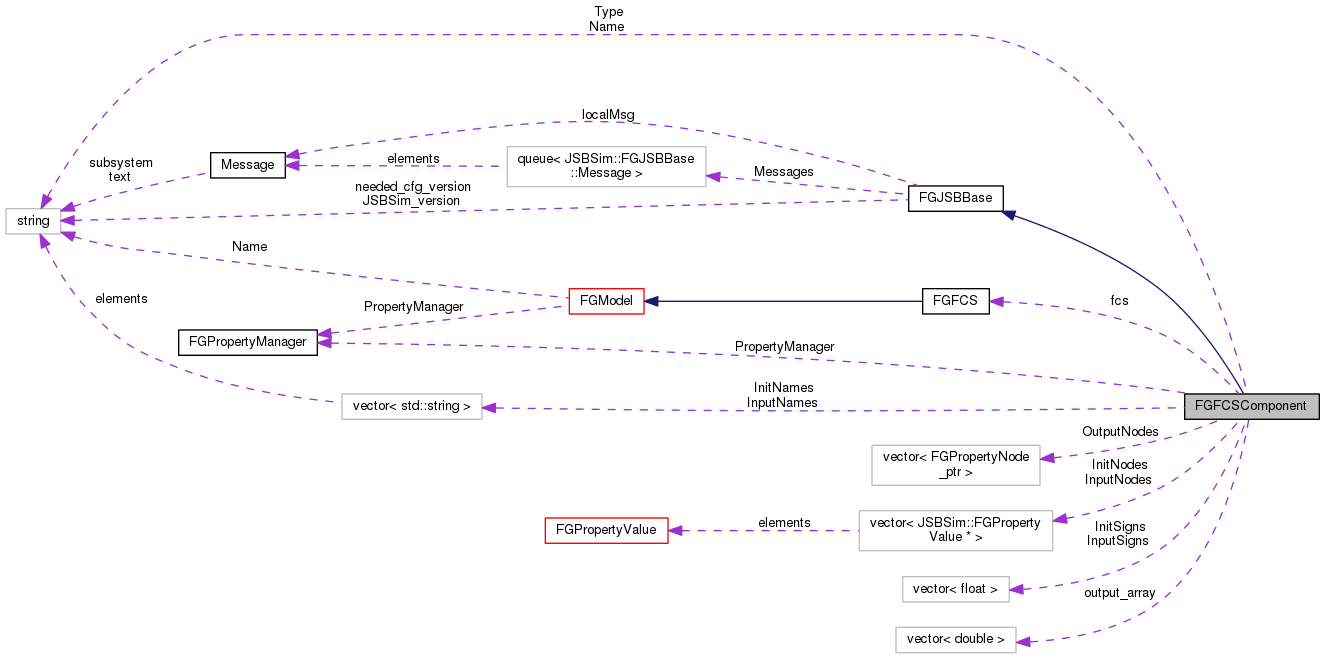 Type
Name
localMsg
Message
subsystem
text
elements
queue< JSBSim::FGJSBBase
::Message >
Messages
needed_cfg_version
JSBSim_version
FGJSBBase
string
Name
elements
PropertyManager
FGModel
FGFCS
fcs
FGPropertyManager
PropertyManager
vector< std::string >
InitNames
InputNames
FGFCSComponent
OutputNodes
vector< FGPropertyNode
_ptr >
InitNodes
InputNodes
FGPropertyValue
elements
vector< JSBSim::FGProperty
Value * >
InitSigns
InputSigns
vector< float >
output_array
vector< double >